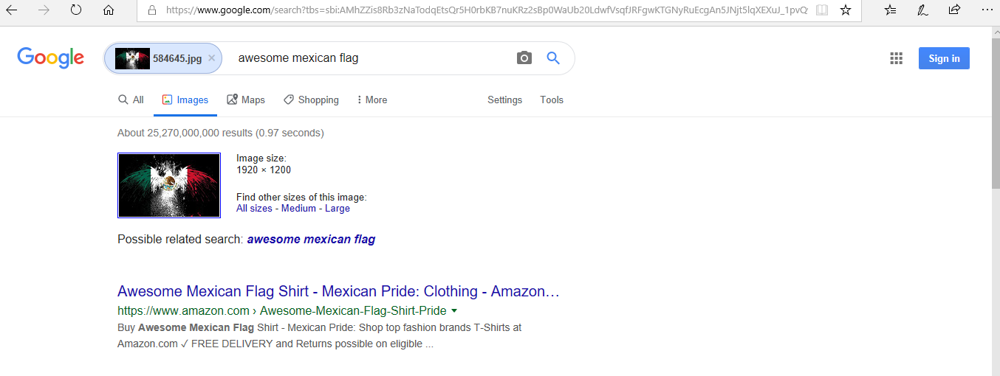 https://www.google.com/search?tbs=sbi:AMhZZis8Rb3zNaTodqEtsQr5H0rbKB7nuKRz2sBp0WaUb20LdwfVsqfJRFgwKTGNyRuEcgAn5JNjt5lqXEXuJ_1pvQ
Google
584645.jpg
awesome mexican flag
Sign in
All
Images
Maps
Shopping
More
Settings
Tools
About 25,270,000,000 results (0.97 seconds)
Image size:
1920 × 1200
Find other sizes of this image:
All sizes - Medium - Large
Possible related search: awesome mexican flag
Awesome Mexican Flag Shirt - Mexican Pride: Clothing - Amazon…
https://www.amazon.com › Awesome-Mexican-Flag-Shirt-Pride
Buy Awesome Mexican Flag Shirt - Mexican Pride: Shop top fashion brands T-Shirts at
Amazon.com ✓ FREE DELIVERY and Returns possible on eligible ...